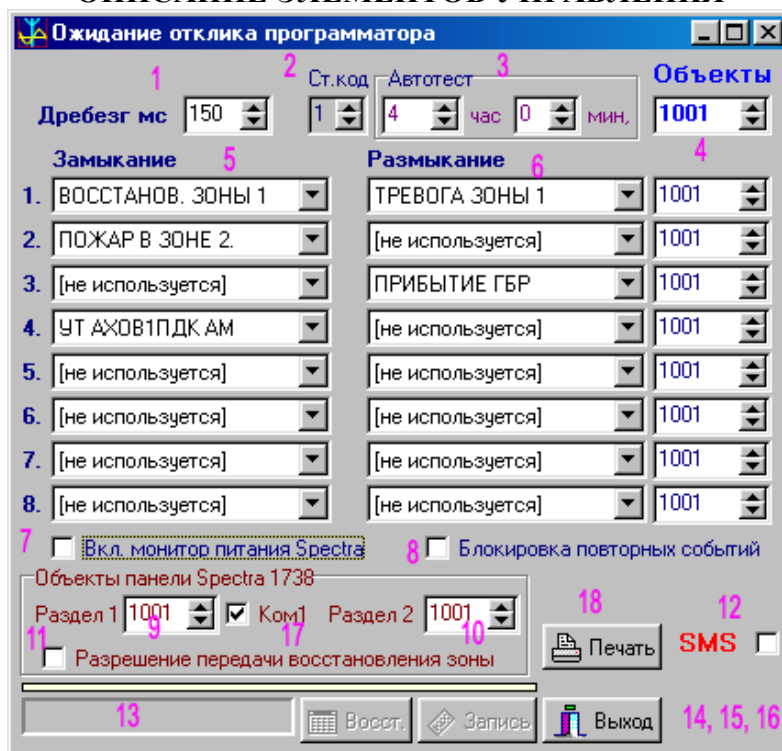 ОПИСАНИЕ ЭЛЕМЕНТОВ УПРАВЛЕНИЯ
Ожидание отклика программатора
1 2 Ст.код Автотест 3 Объекты
Дребезг мс 150 1 4 час 0 мин, 1001
Замыкание 5 Размыкание 6 4
1. ВОССТАНОВ. ЗОНЫ 1 ТРЕВОГА ЗОНЫ 1 1001
2. ПОЖАР В ЗОНЕ 2. [не используется] 1001
3. [не используется] ПРИБЫТИЕ ГБР 1001
4. УТ АХОВ1ПДК АМ [не используется] 1001
5. [не используется] [не используется] 1001
6. [не используется] [не используется] 1001
7. [не используется] [не используется] 1001
8. [не используется] [не используется] 1001
7 Вкл. монитор питания Spectra 8 Блокировка повторных событий
Объекты панели Spectra 1738
Раздел 1 1001 Ком1 Раздел 2 1001 18 12
11 9 17 10 Печать SMS
Разрешение передачи восстановления зоны
13 Восст. Запись Выход 14, 15, 16